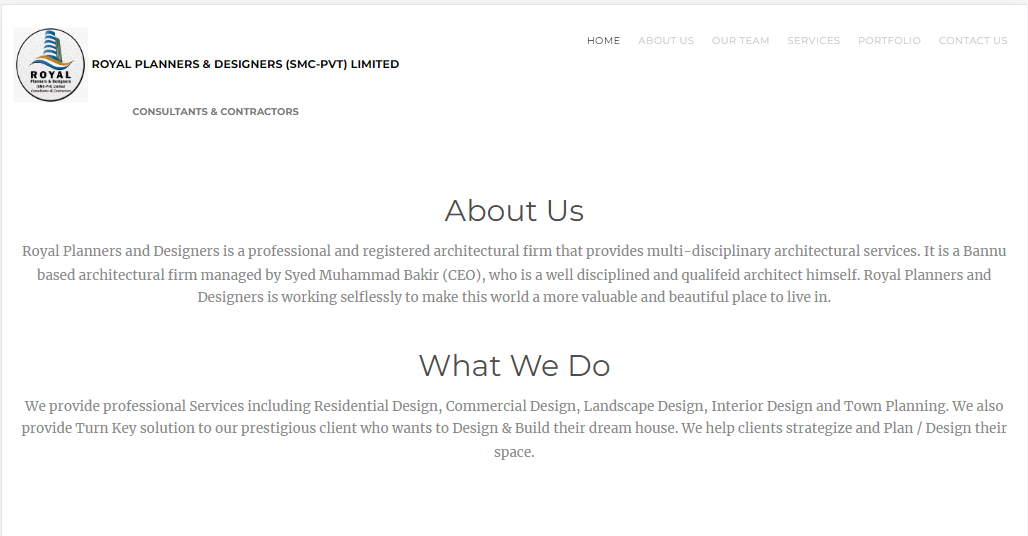 ROYAL
Planners & Designers
(SMC-Pvt) Limited
Consultants & Contractors
ROYAL PLANNERS & DESIGNERS (SMC-PVT) LIMITED
CONSULTANTS & CONTRACTORS
HOME ABOUT US OUR TEAM SERVICES PORTFOLIO CONTACT US
About Us
Royal Planners and Designers is a professional and registered architectural firm that provides multi-disciplinary architectural services. It is a Bannu
based architectural firm managed by Syed Muhammad Bakir (CEO), who is a well disciplined and qualifeid architect himself. Royal Planners and
Designers is working selflessly to make this world a more valuable and beautiful place to live in.
What We Do
We provide professional Services including Residential Design, Commercial Design, Landscape Design, Interior Design and Town Planning. We also
provide Turn Key solution to our prestigious client who wants to Design & Build their dream house. We help clients strategize and Plan / Design their
space.